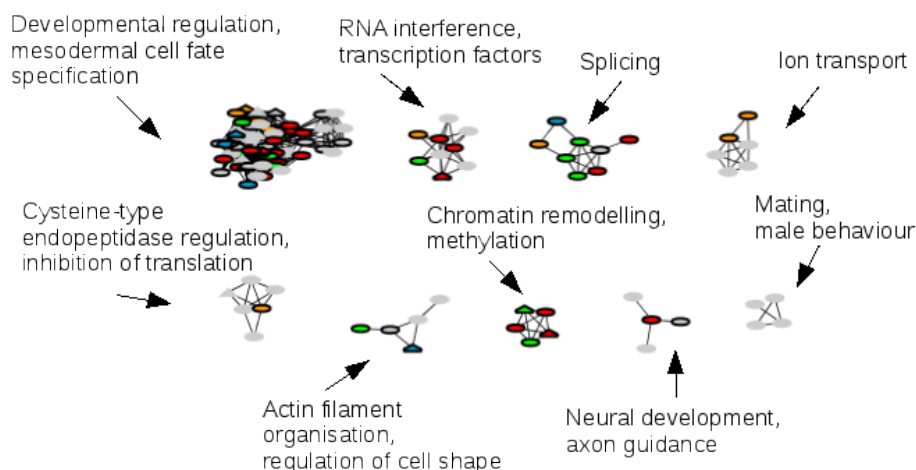 Developmental regulation,
mesodermal cell fate
specification
RNA interference,
transcription factors
Splicing
Ion transport
Cysteine-type
endopeptidase regulation,
inhibition of translation
Chromatin remodelling,
methylation
Mating,
male behaviour
Actin filament
organisation,
regulation of cell shape
Neural development,
axon guidance